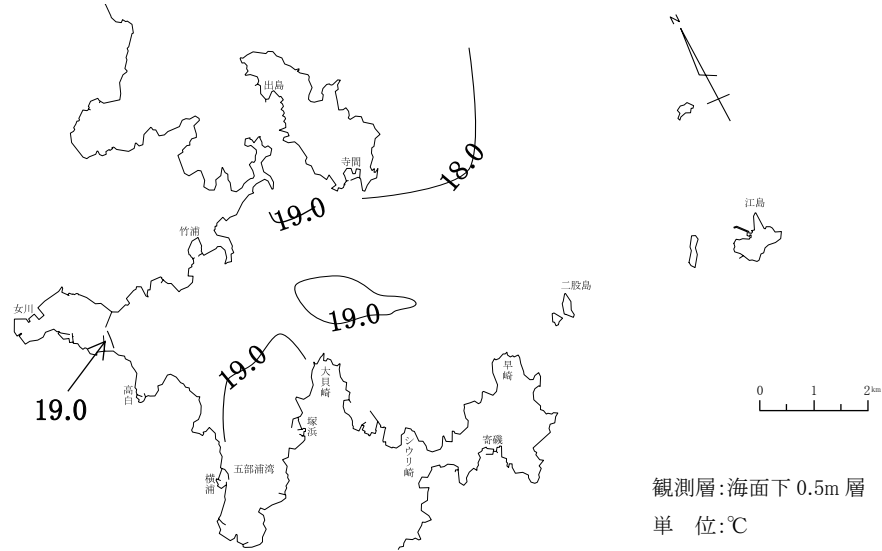 N
出島
寺間
18.0
19.0
江島
竹浦
二股島
女川
19.0
19.0
大貝崎
早崎
高白
19.0
塚浜
シウリ崎
寄磯
五部浦湾
横浦
0 1 2km
観測層:海面下 0.5m 層
単 位:℃